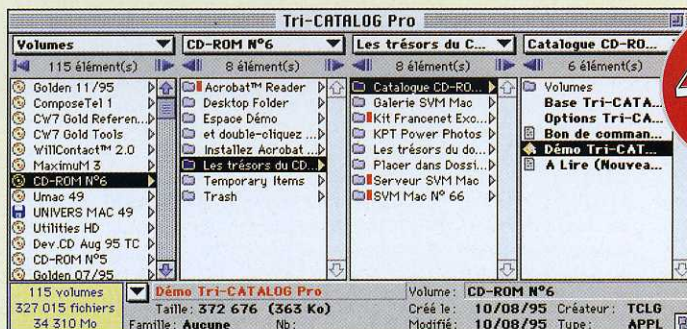 Tri-CATALOG Pro
Volumes
CD-ROM N°6
Les trésors du C...
Catalogue CD-RO...
115 élément(s)
8 élément(s)
8 élément(s)
6 élément(s)
Golden 11/95
ComposeTel 1
CW7 Gold Referen...
CW7 Gold Tools
WillContact™ 2.0
MaximuM 3
CD-ROM N°6
Umac 49
UNIVERS MAC 49
Utilities HD
Dev.CD Aug 95 TC
CD-ROM N°5
Golden 07/95
Acrobat™ Reader
Desktop Folder
Espace Démo
et double-cliquez ...
Installez Acrobat ...
Les trésors du CD...
Temporary Items
Trash
Catalogue CD-RO...
Galerie SVM Mac
Kit Francenet Exc...
KPT Power Photos
Les trésors du do...
Placer dans Dossi...
Serveur SVM Mac
SVM Mac N° 66
Volumes
Base Tri-CATA...
Options Tri-CA...
Bon de comman...
Démo Tri-CAT...
A Lire (Nouvea...
4
115 volumes
327 015 fichiers
34 310 Mo
Démo Tri-CATALOG Pro
Volume: CD-ROM N°6
Taille: 372 676 (363 Ko)
Créé le: 10/08/95 Créateur: TCLG
Famille: Aucune Nb:
Modifié: 10/08/95 Type: APPL